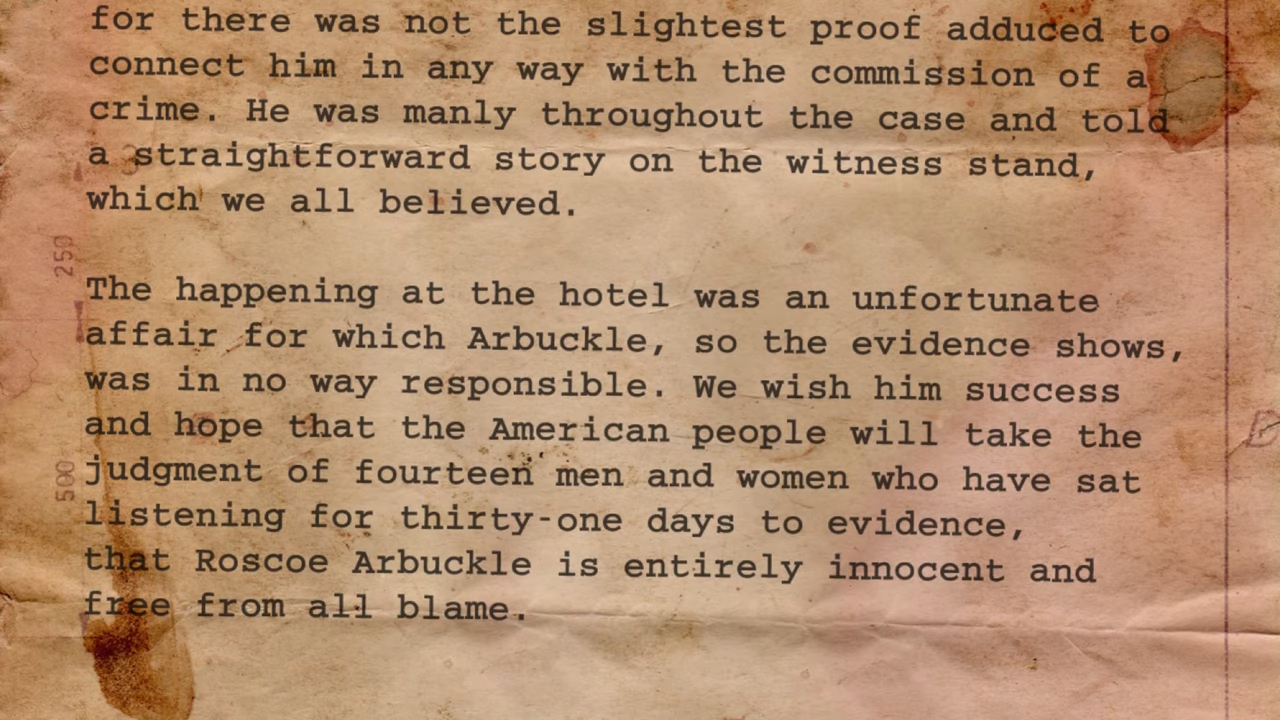 for there was not the slightest proof adduced to
connect him in any way with the commission of a
crime. He was manly throughout the case and told
a straightforward story on the witness stand,
which we all believed.
250
The happening at the hotel was an unfortunate
affair for which Arbuckle, so the evidence shows,
was in no way responsible. We wish him success
and hope that the American people will take the
judgment of fourteen men and women who have sat
500
listening for thirty-one days to evidence,
that Roscoe Arbuckle is entirely innocent and
free from all blame.